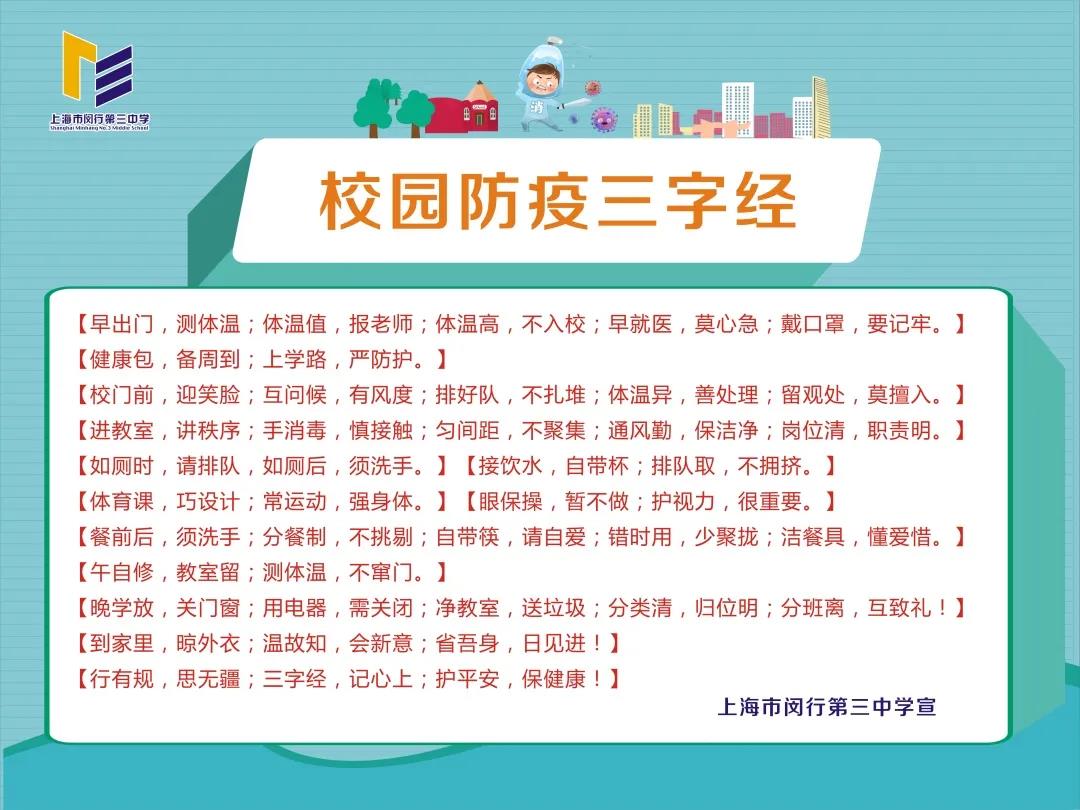 上海市闵行第三中学
Shanghai Minhang No.3 Middle School
消
校园防疫三字经
【早出门，测体温；体温值，报老师；体温高，不入校；早就医，莫心急；戴口罩，要记牢。】
【健康包，备周到；上学路，严防护。】
【校门前，迎笑脸；互问候，有风度；排好队，不扎堆；体温异，善处理；留观处，莫擅入。】
【进教室，讲秩序；手消毒，慎接触；匀间距，不聚集；通风勤，保洁净；岗位清，职责明。】
【如厕时，请排队，如厕后，须洗手。】【接饮水，自带杯；排队取，不拥挤。】
【体育课，巧设计；常运动，强身体。】【眼保操，暂不做；护视力，很重要。】
【餐前后，须洗手；分餐制，不挑剔；自带筷，请自爱；错时用，少聚拢；洁餐具，懂爱惜。】
【午自修，教室留；测体温，不窜门。】
【晚学放，关门窗；用电器，需关闭；净教室，送垃圾；分类清，归位明；分班离，互致礼！】
【到家里，晾外衣；温故知，会新意；省吾身，日见进！】
【行有规，思无疆；三字经，记心上；护平安，保健康！】
上海市闵行第三中学宣